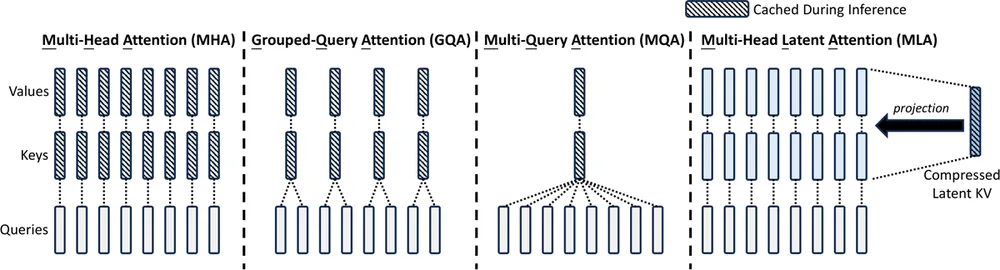 Cached During Inference
Multi-Head Attention (MHA)
Grouped-Query Attention (GQA)
Multi-Query Attention (MQA)
Multi-Head Latent Attention (MLA)
Values
Keys
Queries
projection
Compressed
Latent KV